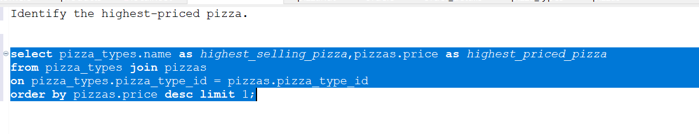 Identify the highest-priced pizza.
select pizza_types.name as highest_selling_pizza,pizzas.price as highest_priced_pizza
from pizza_types join pizzas
on pizza_types.pizza_type_id = pizzas.pizza_type_id
order by pizzas.price desc limit 1;